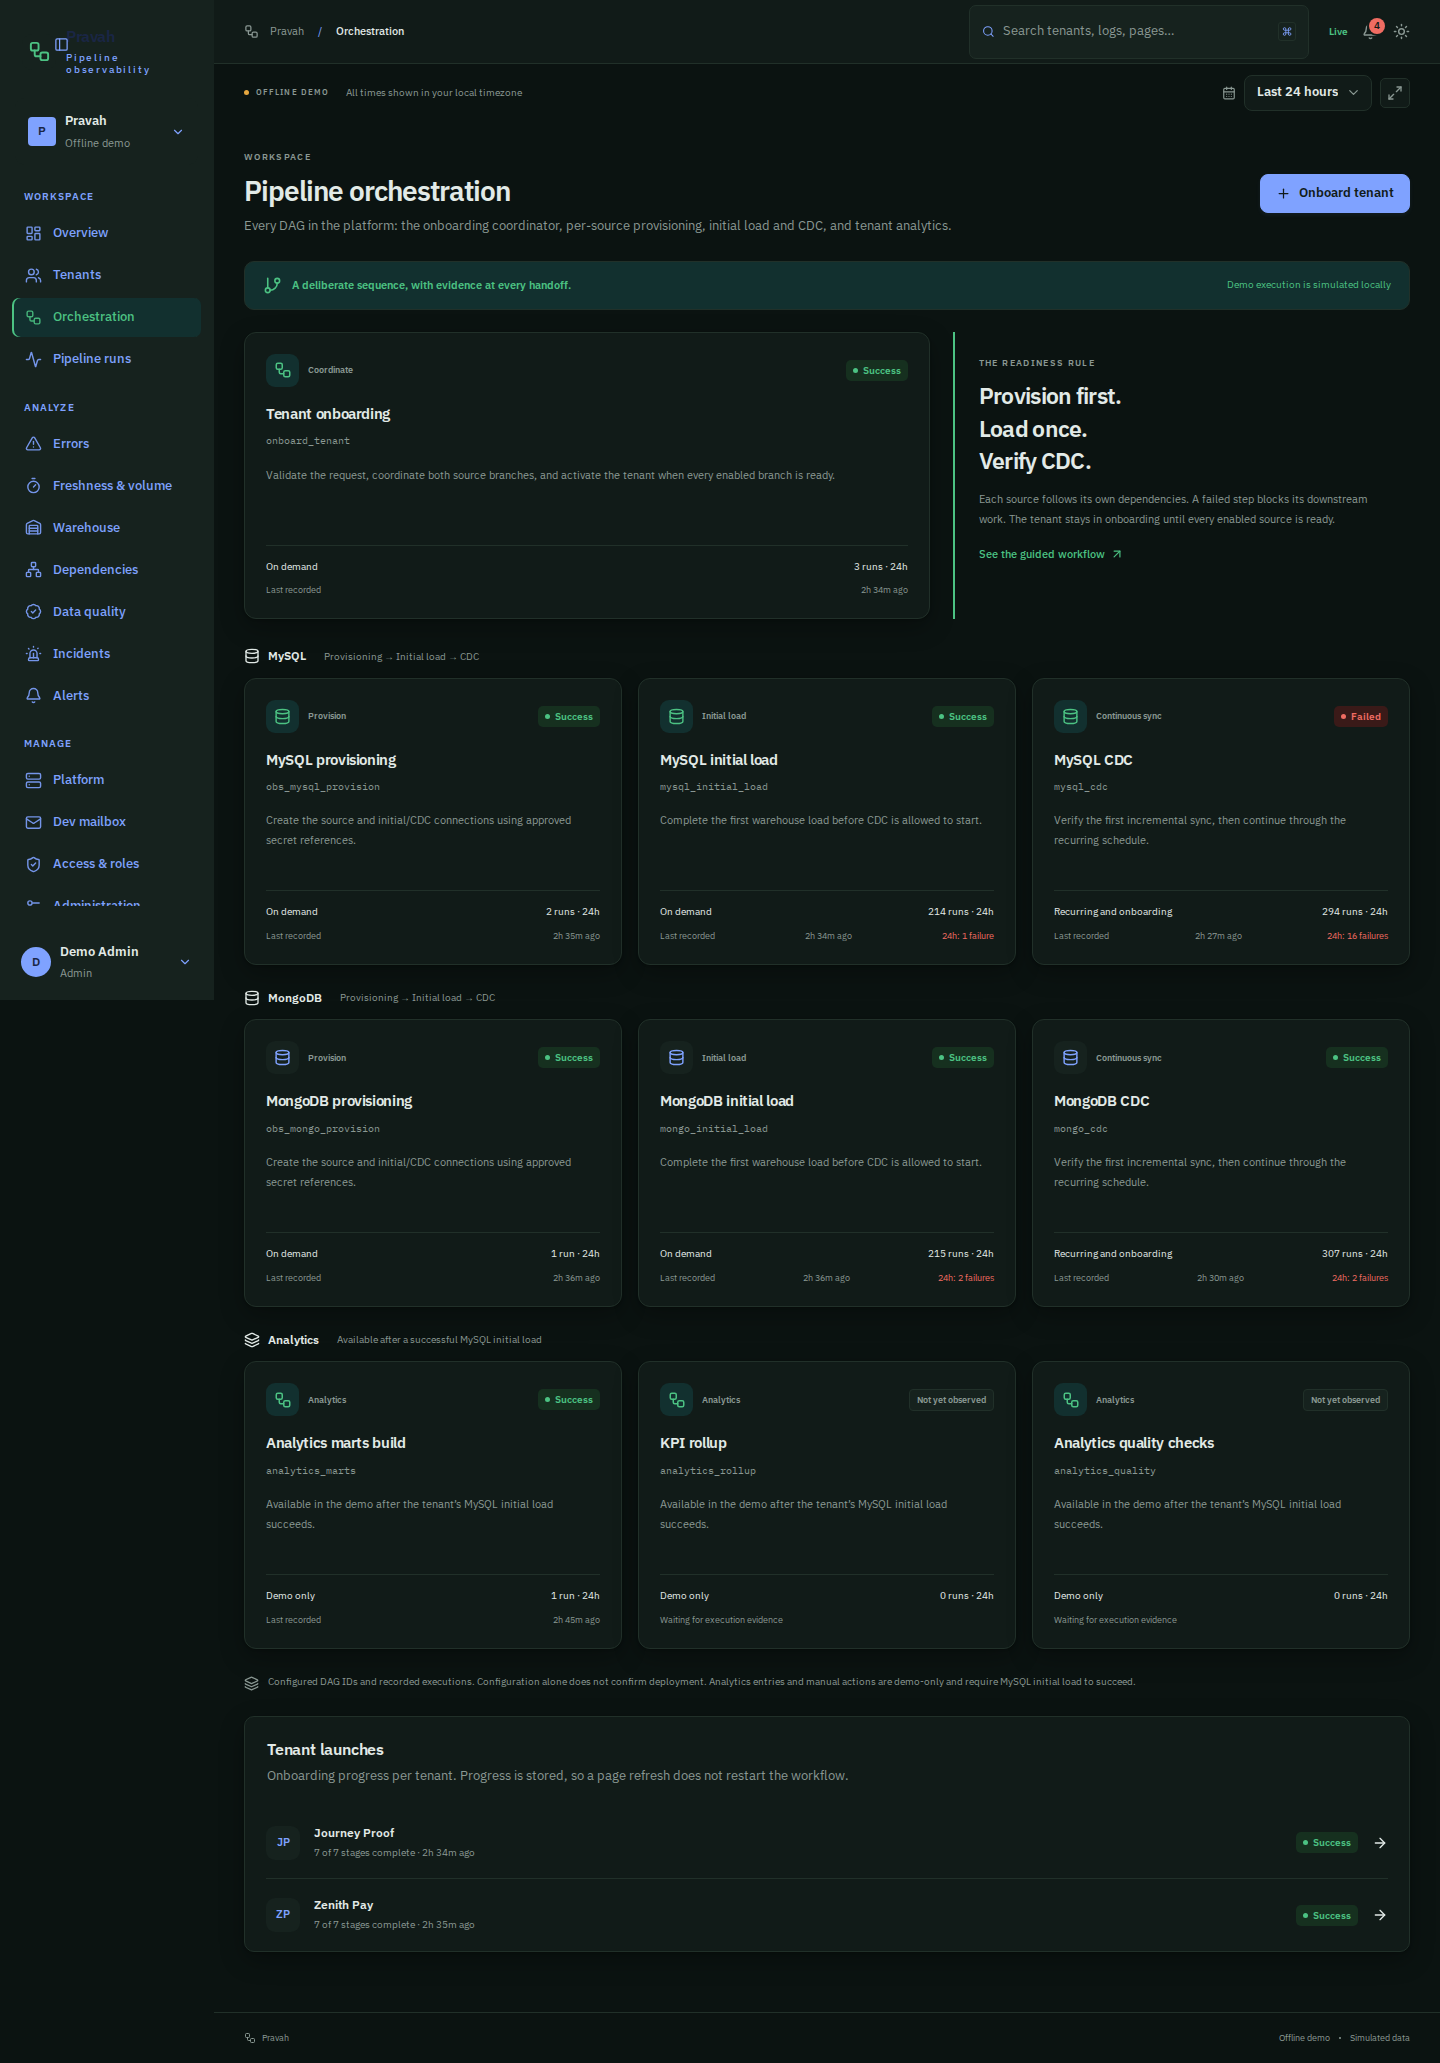 Pravah
Pipeline
observability
P
Pravah
Offline demo
WORKSPACE
Overview
Tenants
Orchestration
Pipeline runs
ANALYZE
Errors
Freshness & volume
Warehouse
Dependencies
Data quality
Incidents
Alerts
MANAGE
Platform
Dev mailbox
Access & roles
Administration
D
Demo Admin
Admin
Pravah / Orchestration
Search tenants, logs, pages... ⌘
Live
4
OFFLINE DEMO All times shown in your local timezone
Last 24 hours
WORKSPACE
Pipeline orchestration
Onboard tenant
Every DAG in the platform: the onboarding coordinator, per-source provisioning, initial load and CDC, and tenant analytics.
A deliberate sequence, with evidence at every handoff.
Demo execution is simulated locally
Coordinate
Success
Tenant onboarding
onboard_tenant
Validate the request, coordinate both source branches, and activate the tenant when every enabled branch is ready.
On demand 3 runs · 24h
Last recorded 2h 34m ago
THE READINESS RULE
Provision first.
Load once.
Verify CDC.
Each source follows its own dependencies. A failed step blocks its downstream
work. The tenant stays in onboarding until every enabled source is ready.
See the guided workflow
MySQL Provisioning → Initial load → CDC
Provision
Success
MySQL provisioning
obs_mysql_provision
Create the source and initial/CDC connections using approved
secret references.
On demand 2 runs · 24h
Last recorded 2h 35m ago
Initial load
Success
MySQL initial load
mysql_initial_load
Complete the first warehouse load before CDC is allowed to start.
On demand 214 runs · 24h
Last recorded 2h 34m ago 24h: 1 failure
Continuous sync
Failed
MySQL CDC
mysql_cdc
Verify the first incremental sync, then continue through the
recurring schedule.
Recurring and onboarding 294 runs · 24h
Last recorded 2h 27m ago 24h: 16 failures
MongoDB Provisioning → Initial load → CDC
Provision
Success
MongoDB provisioning
obs_mongo_provision
Create the source and initial/CDC connections using approved
secret references.
On demand 1 run · 24h
Last recorded 2h 36m ago
Initial load
Success
MongoDB initial load
mongo_initial_load
Complete the first warehouse load before CDC is allowed to start.
On demand 215 runs · 24h
Last recorded 2h 36m ago 24h: 2 failures
Continuous sync
Success
MongoDB CDC
mongo_cdc
Verify the first incremental sync, then continue through the
recurring schedule.
Recurring and onboarding 307 runs · 24h
Last recorded 2h 30m ago 24h: 2 failures
Analytics Available after a successful MySQL initial load
Analytics
Success
Analytics marts build
analytics_marts
Available in the demo after the tenant's MySQL initial load
succeeds.
Demo only 1 run · 24h
Last recorded 2h 45m ago
Analytics
Not yet observed
KPI rollup
analytics_rollup
Available in the demo after the tenant's MySQL initial load
succeeds.
Demo only 0 runs · 24h
Waiting for execution evidence
Analytics
Not yet observed
Analytics quality checks
analytics_quality
Available in the demo after the tenant's MySQL initial load
succeeds.
Demo only 0 runs · 24h
Waiting for execution evidence
Configured DAG IDs and recorded executions. Configuration alone does not confirm deployment. Analytics entries and manual actions are demo-only and require MySQL initial load to succeed.
Tenant launches
Onboarding progress per tenant. Progress is stored, so a page refresh does not restart the workflow.
JP
Journey Proof
7 of 7 stages complete · 2h 34m ago
Success
ZP
Zenith Pay
7 of 7 stages complete · 2h 35m ago
Success
Pravah
Offline demo • Simulated data